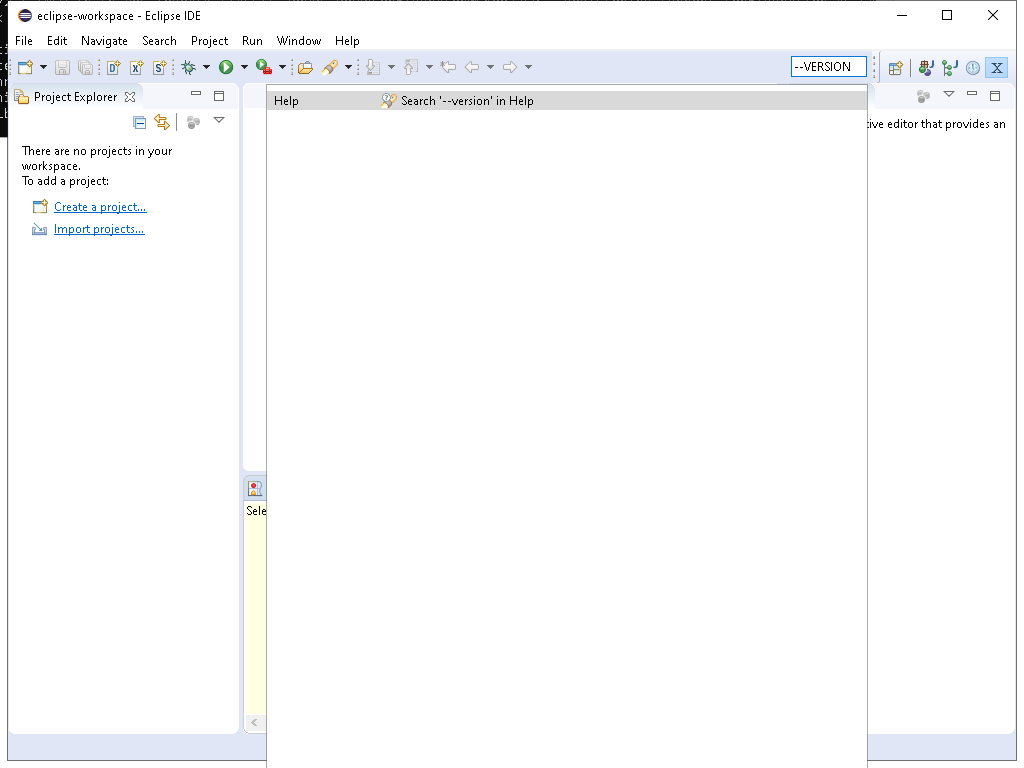 eclipse-workspace - Eclipse IDE
File Edit Navigate Search Project Run Window Help
--VERSION
Project Explorer
Help Search '--version' in Help
tive editor that provides an
There are no projects in your
workspace.
To add a project:
Create a project...
Import projects...
Sele